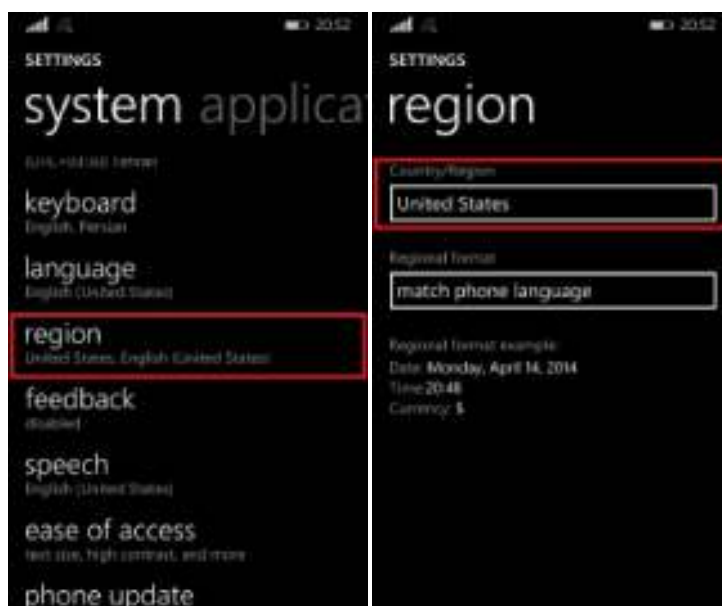 20:52
SETTINGS
system applica
keyboard
English, Persian
language
English (United States)
region
United States, English (United States)
feedback
disabled
speech
English (United States)
ease of access
text size, high contrast, and more
phone update
20:52
SETTINGS
region
Country/Region
United States
Regional format
match phone language
Regional format example:
Date: Monday, April 14, 2014
Time: 20:48
Currency: $